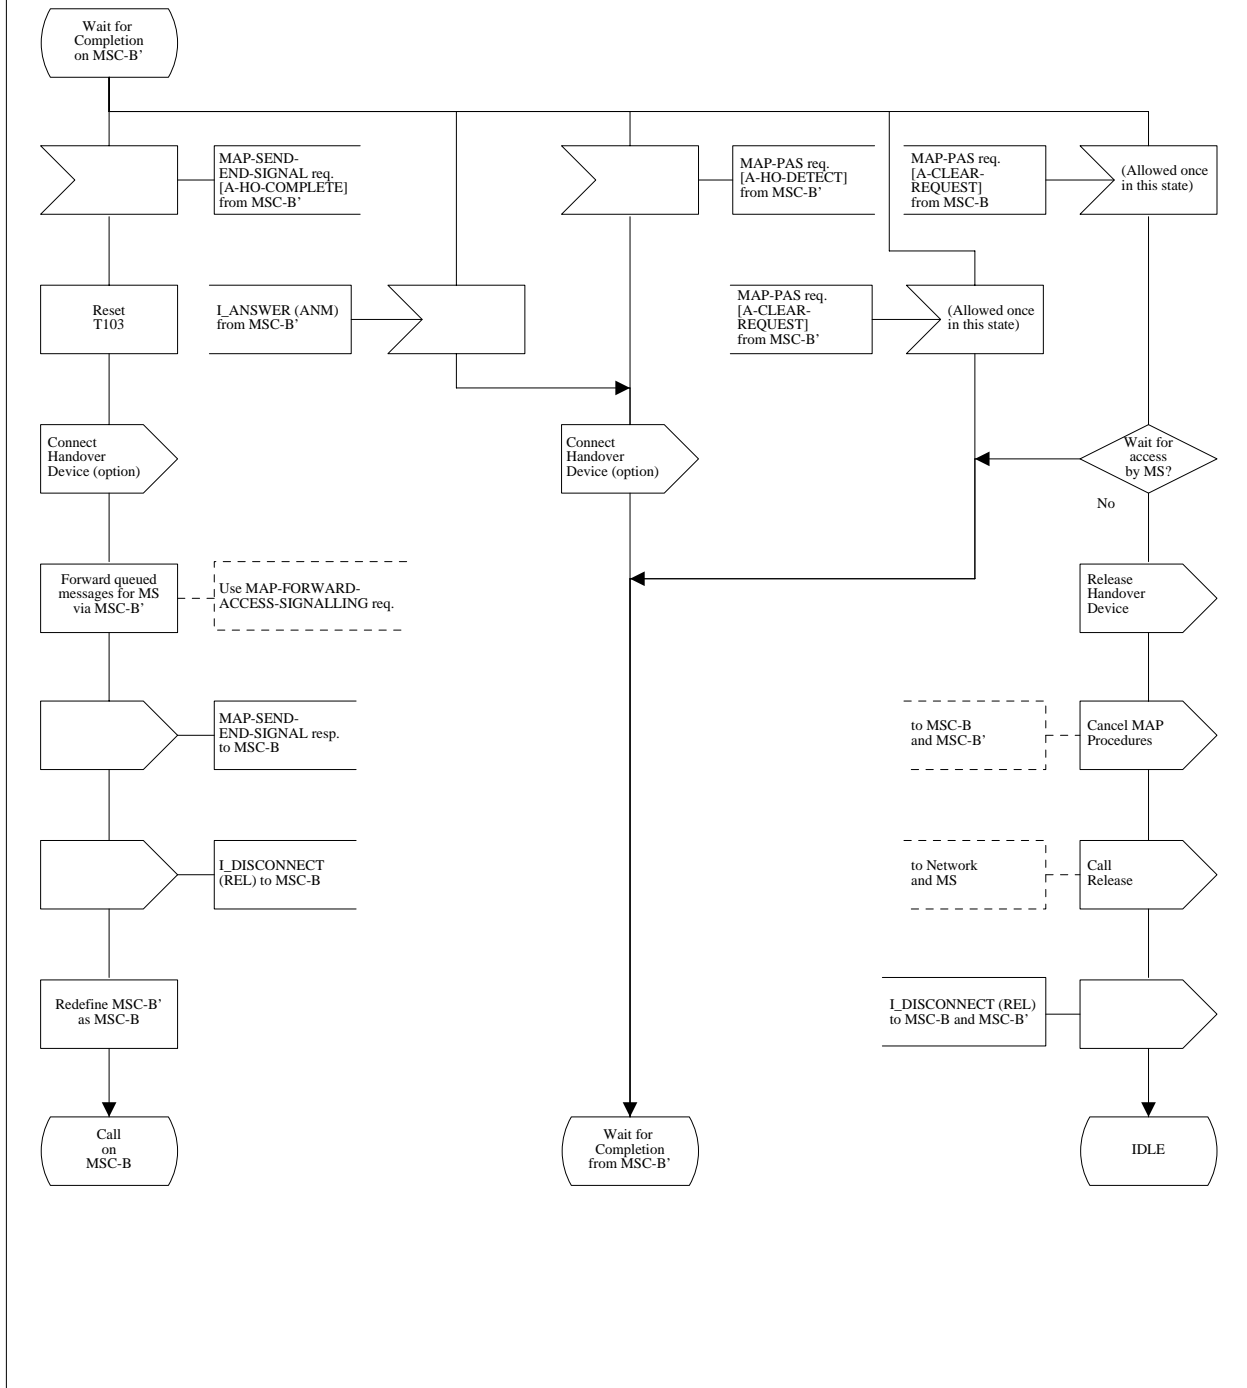 Wait for
Completion
on MSC-B’
MAP-SEND-
END-SIGNAL req.
[A-HO-COMPLETE]
from MSC-B’
MAP-PAS req.
[A-HO-DETECT]
from MSC-B’
MAP-PAS req.
[A-CLEAR-
REQUEST]
from MSC-B
(Allowed once
in this state)
Reset
T103
I_ANSWER (ANM)
from MSC-B’
MAP-PAS req.
[A-CLEAR-
REQUEST]
from MSC-B’
(Allowed once
in this state)
Connect
Handover
Device (option)
Connect
Handover
Device (option)
Wait for
access
by MS?
No
Forward queued
messages for MS
via MSC-B’
Use MAP-FORWARD-
ACCESS-SIGNALLING req.
Release
Handover
Device
MAP-SEND-
END-SIGNAL resp.
to MSC-B
to MSC-B
and MSC-B’
Cancel MAP
Procedures
I_DISCONNECT
(REL) to MSC-B
to Network
and MS
Call
Release
Redefine MSC-B’
as MSC-B
I_DISCONNECT (REL)
to MSC-B and MSC-B’
Call
on
MSC-B
Wait for
Completion
from MSC-B’
IDLE